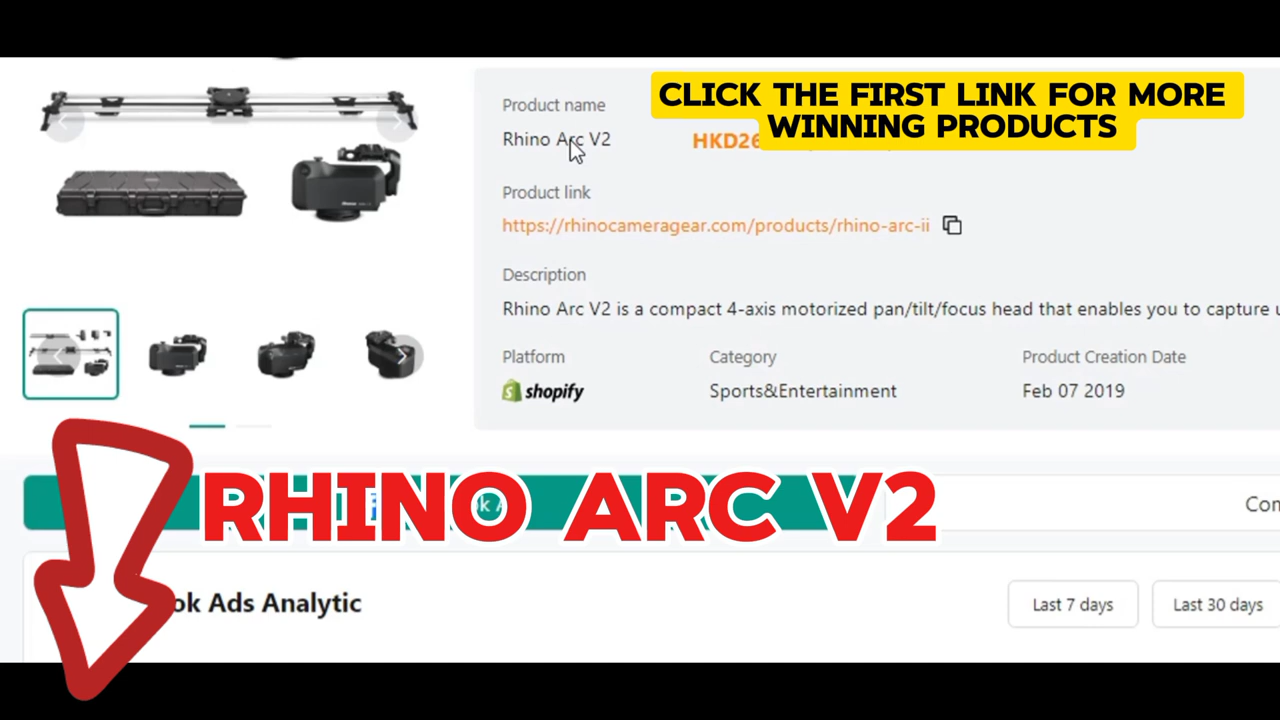 CLICK THE FIRST LINK FOR MORE
WINNING PRODUCTS
Product name
Rhino Arc V2
HKD26
Product link
https://rhinocameragear.com/products/rhino-arc-ii
Description
Rhino Arc V2 is a compact 4-axis motorized pan/tilt/focus head that enables you to capture
Platform Category Product Creation Date
shopify Sports&Entertainment Feb 07 2019
RHINO ARC V2
Ads Analytic
Last 7 days Last 30 days